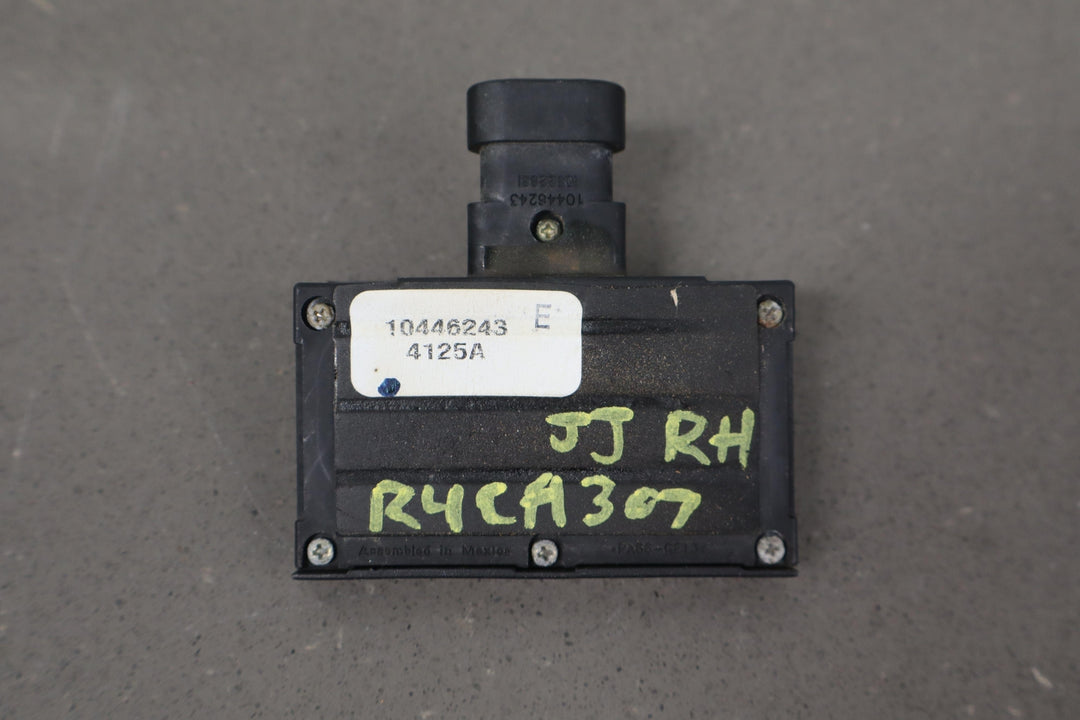 10446243
10446243 E
4125A
JJ RH
R4CA307
Assembled in Mexico